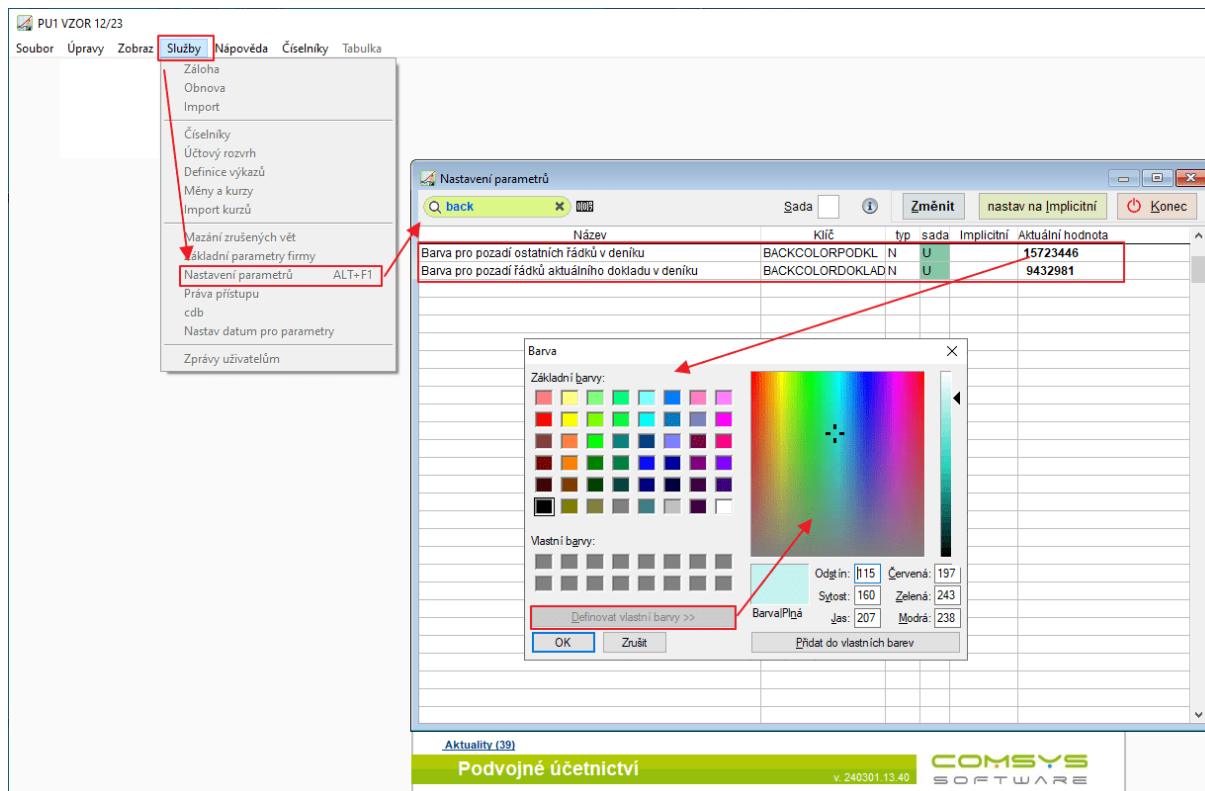 PU1 VZOR 12/23
Soubor Úpravy Zobraz Služby Nápověda Číselníky Tabulka
Záloha
Obnova
Import
Číselníky
Účtový rozvrh
Definice výkazů
Měny a kurzy
Import kurzů
Mazání zrušených vět
Základní parametry firmy
Nastavení parametrů ALT+F1
Práva přístupu
cdb
Nastav datum pro parametry
Zprávy uživatelům
Nastavení parametrů
back Sada Změnit nastav na Implicitní Konec
Název Klíč typ sada Implicitní Aktuální hodnota
Barva pro pozadí ostatních řádků v deníku BACKCOLORPODKL N U 15723446
Barva pro pozadí řádků aktuálního dokladu v deníku BACKCOLORDOKLAD N U 9432981
Barva
Základní barvy:
Vlastní barvy:
Definovat vlastní barvy >>
OK Zrušit
Barva|Plná
Odstín: 115 Červená: 197
Sytost: 160 Zelená: 243
Jas: 207 Modrá: 238
Přidat do vlastních barev
Aktuality (39)
Podvojné účetnictví
v. 240301.13.40
COMSYS
SOFTWARE